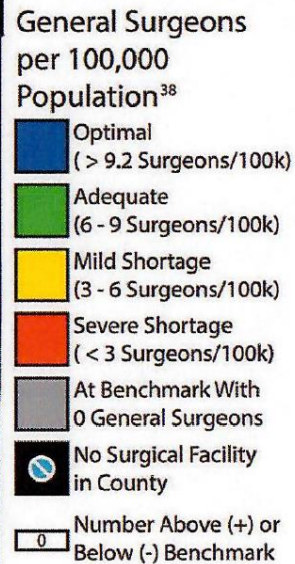 General Surgeons
per 100,000
Population³⁸
Optimal
( > 9.2 Surgeons/100k)
Adequate
(6 - 9 Surgeons/100k)
Mild Shortage
(3 - 6 Surgeons/100k)
Severe Shortage
( < 3 Surgeons/100k)
At Benchmark With
0 General Surgeons
No Surgical Facility
in County
0
Number Above (+) or
Below (-) Benchmark